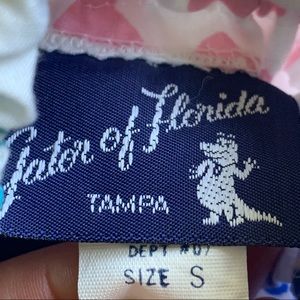 Gator of Florida
TAMPA
DEPT #07
SIZE S